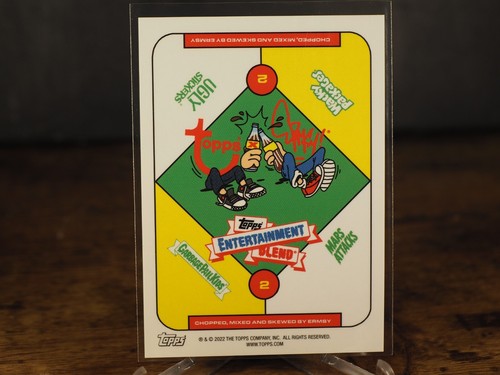 CHOPPED, MIXED AND SKEWED BY ERMSY
2
UGLY
STICKERS
Wacky
packages
topps
Ermsy
Topps
ENTERTAINMENT
BLEND
GARBAGE PAIL KIDS
MARS
ATTACKS
2
CHOPPED, MIXED AND SKEWED BY ERMSY
topps
® & © 2022 THE TOPPS COMPANY, INC. ALL RIGHTS RESERVED.
WWW.TOPPS.COM